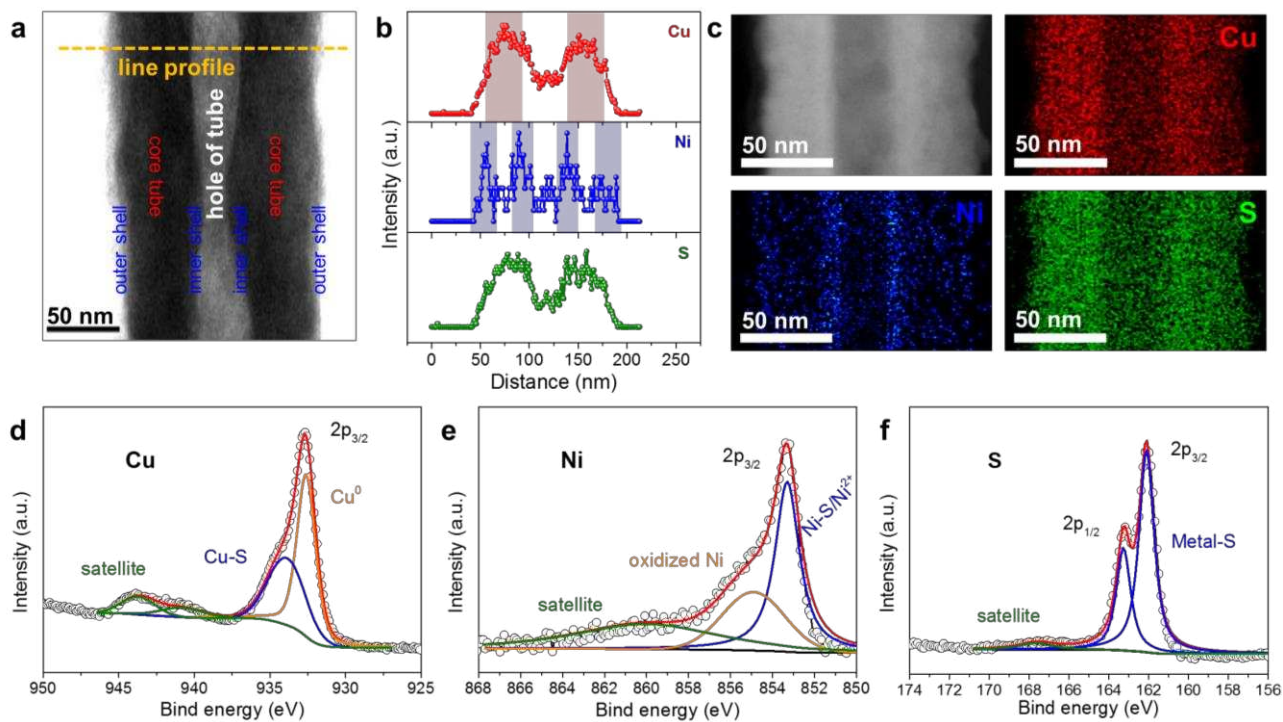 a
line profile
core tube
hole of tube
core tube
outer shell
inner shell
inner shell
outer shell
50 nm
b
Cu
Ni
S
Intensity (a.u.)
0 50 100 150 200 250
Distance (nm)
c
50 nm
Cu
50 nm
Ni
50 nm
S
50 nm
d
Cu
2p3/2
Cu0
Cu-S
satellite
Intensity (a.u.)
950 945 940 935 930 925
Bind energy (eV)
e
Ni
2p3/2
Ni-S/Ni2+
oxidized Ni
satellite
Intensity (a.u.)
868 866 864 862 860 858 856 854 852 850
Bind energy (eV)
f
S
2p3/2
2p1/2
Metal-S
satellite
Intensity (a.u.)
174 172 170 168 166 164 162 160 158 156
Bind energy (eV)